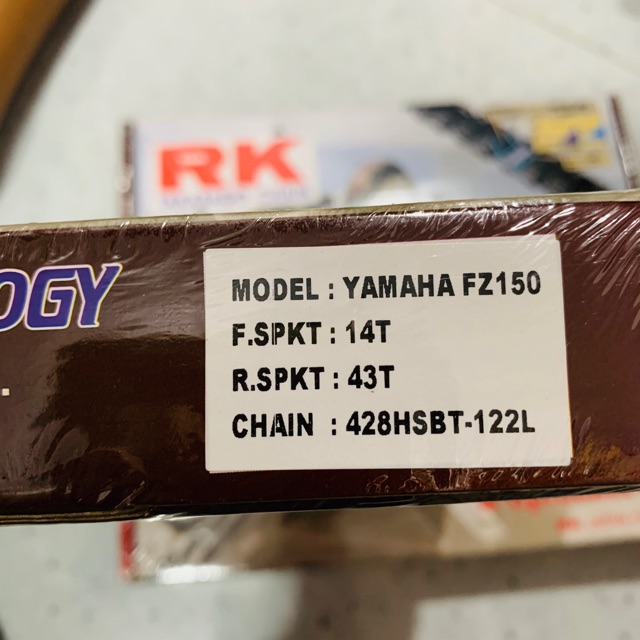 RK
OGY
MODEL : YAMAHA FZ150
F.SPKT : 14T
R.SPKT : 43T
CHAIN : 428HSBT-122L